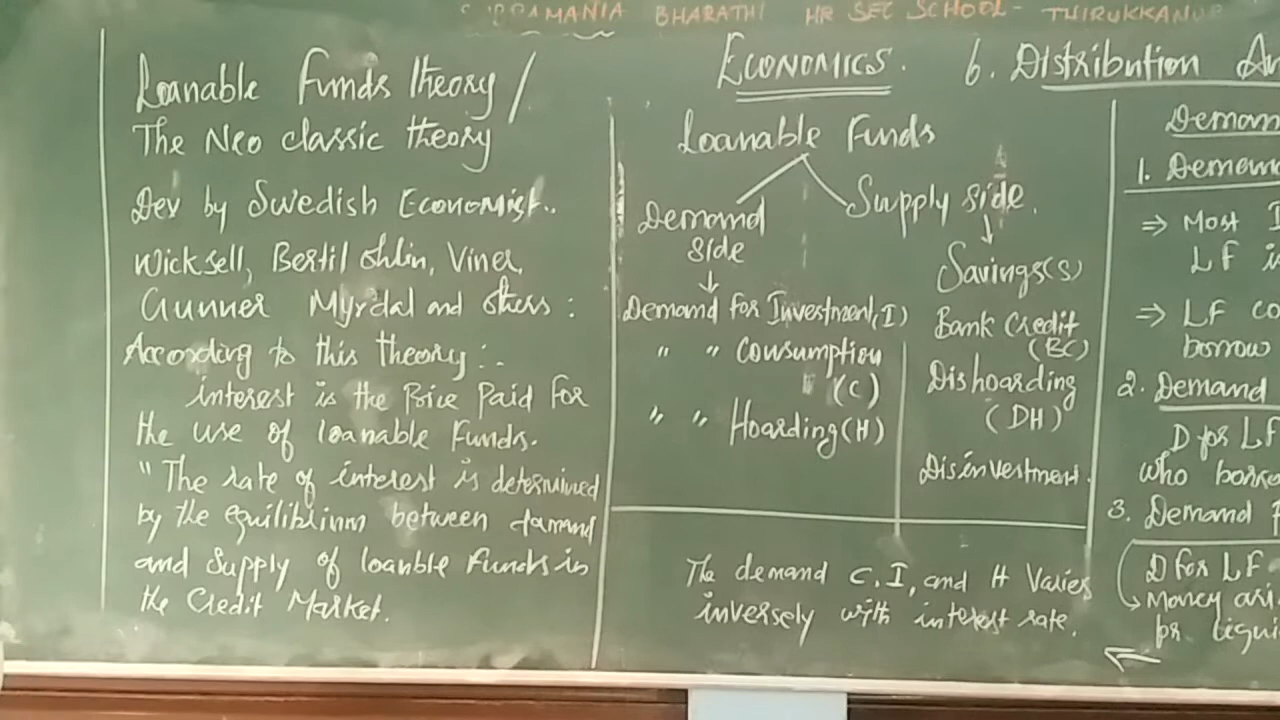 BHARATHI HR SEC SCHOOL - THIRUKKANUR
ECONOMICS. 6. Distribution An
Loanable Funds theory /
The Neo classic theory
Dev by Swedish Economist..
Wicksell, Bertil Ohlin, Viner,
Gunner Myrdal and others :
According to this theory :-
interest is the Price Paid For
the use of loanable Funds.
"The rate of interest is determined
by the equilibrium between demand
and Supply of loanble Funds in
the Credit Market.
Loanable Funds
Demand
Side
Demand for Investment, (I)
" " Consumption
(C)
" " Hoarding (H)
Supply Side.
Savings (S)
Bank Credit
(BC)
Dishoarding
(DH)
Disinvestment.
The demand C, I, and H Varies
inversely with interest rate.
Deman
1. Deman
⇒ Most I
LF i
⇒ LF co
borrow
2. Demand
D for LF
who borro
3. Demand F
D for LF
Money ari
for liqui